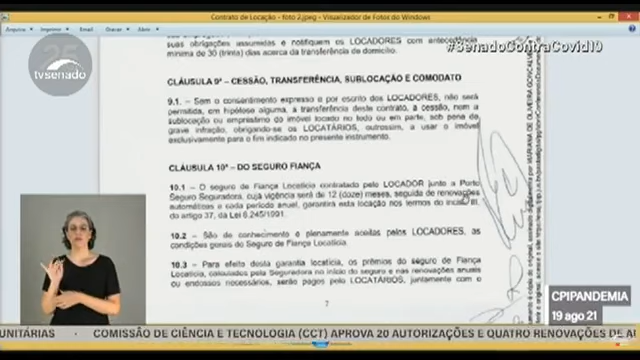 Contrato de Locação - foto 2.jpeg - Visualizador de Fotos do Windows
25
tvsenado
#SenadoContraCovid19
suas obrigações assumidas e notifiquem os LOCADORES com antecedência
mínima de 30 (trinta) dias acerca da transferência de domicílio.
CLÁUSULA 9ª – CESSÃO, TRANSFERÊNCIA, SUBLOCAÇÃO E COMODATO
9.1. – Sem o consentimento expresso e por escrito dos LOCADORES, não será
permitida, em hipótese alguma, a transferência deste contrato, a cessão, nem a
sublocação ou empréstimo do imóvel locado no todo ou em parte, sob pena de
grave infração, obrigando-se os LOCATÁRIOS, outrossim, a usar o imóvel
exclusivamente para o fim indicado no presente instrumento.
CLÁUSULA 10ª – DO SEGURO FIANÇA
10.1 – O seguro de Fiança Locatícia contratada pelo LOCADOR junto a Porto
Seguro Seguradora, cuja vigência será de 12 (doze) meses, seguida de renovações
automáticas a cada período anual, garantirá esta locação nos termos do inciso III,
do artigo 37, da Lei 8.245/1991.
10.2 – São de conhecimento e plenamente aceitas pelos LOCADORES, as
condições gerais do Seguro de Fiança Locatícia.
10.3 – Para efeito desta garantia locatícia, os prêmios do seguro de Fiança
Locatícia, calculados pela Seguradora no início do seguro e nas renovações anuais
ou endossos necessários, serão pagos pelo LOCATÁRIOS, juntamente com o
7
CPIPANDEMIA
19 ago 21
UNITÁRIAS · COMISSÃO DE CIÊNCIA E TECNOLOGIA (CCT) APROVA 20 AUTORIZAÇÕES E QUATRO RENOVAÇÕES DE